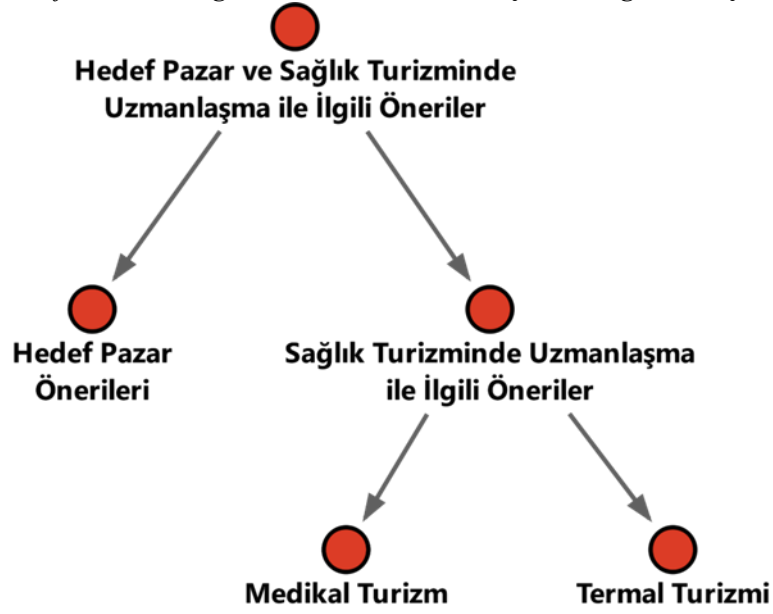 Hedef Pazar ve Sağlık Turizminde
Uzmanlaşma ile İlgili Öneriler
Hedef Pazar
Önerileri
Sağlık Turizminde Uzmanlaşma
ile İlgili Öneriler
Medikal Turizm
Termal Turizmi